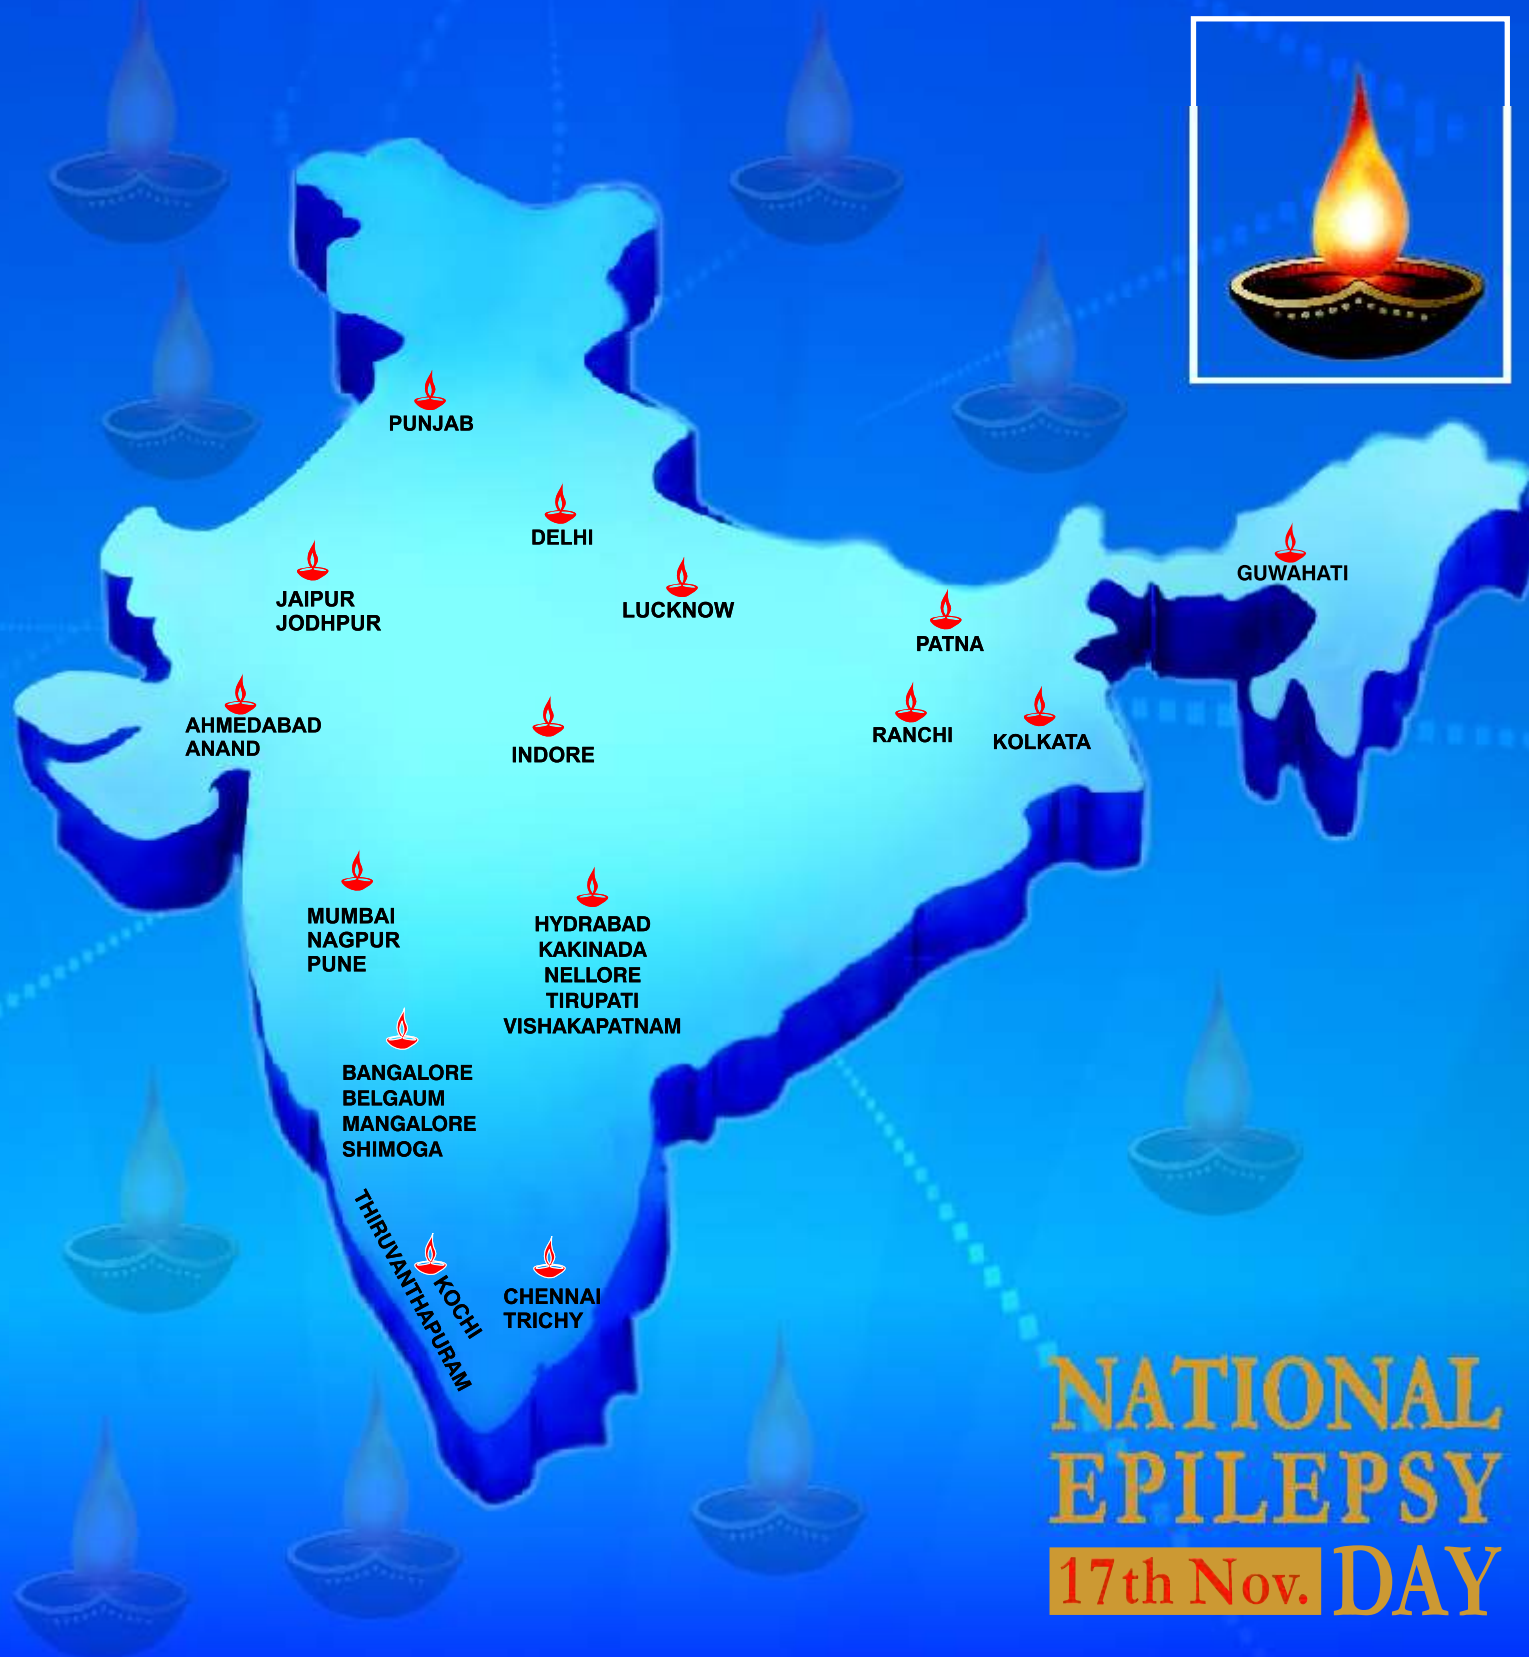 PUNJAB
DELHI
JAIPUR
JODHPUR
LUCKNOW
GUWAHATI
PATNA
AHMEDABAD
ANAND
INDORE
RANCHI
KOLKATA
MUMBAI
NAGPUR
PUNE
HYDRABAD
KAKINADA
NELLORE
TIRUPATI
VISHAKAPATNAM
BANGALORE
BELGAUM
MANGALORE
SHIMOGA
THIRUVANTHAPURAM
KOCHI
CHENNAI
TRICHY
NATIONAL
EPILEPSY
17th Nov. DAY